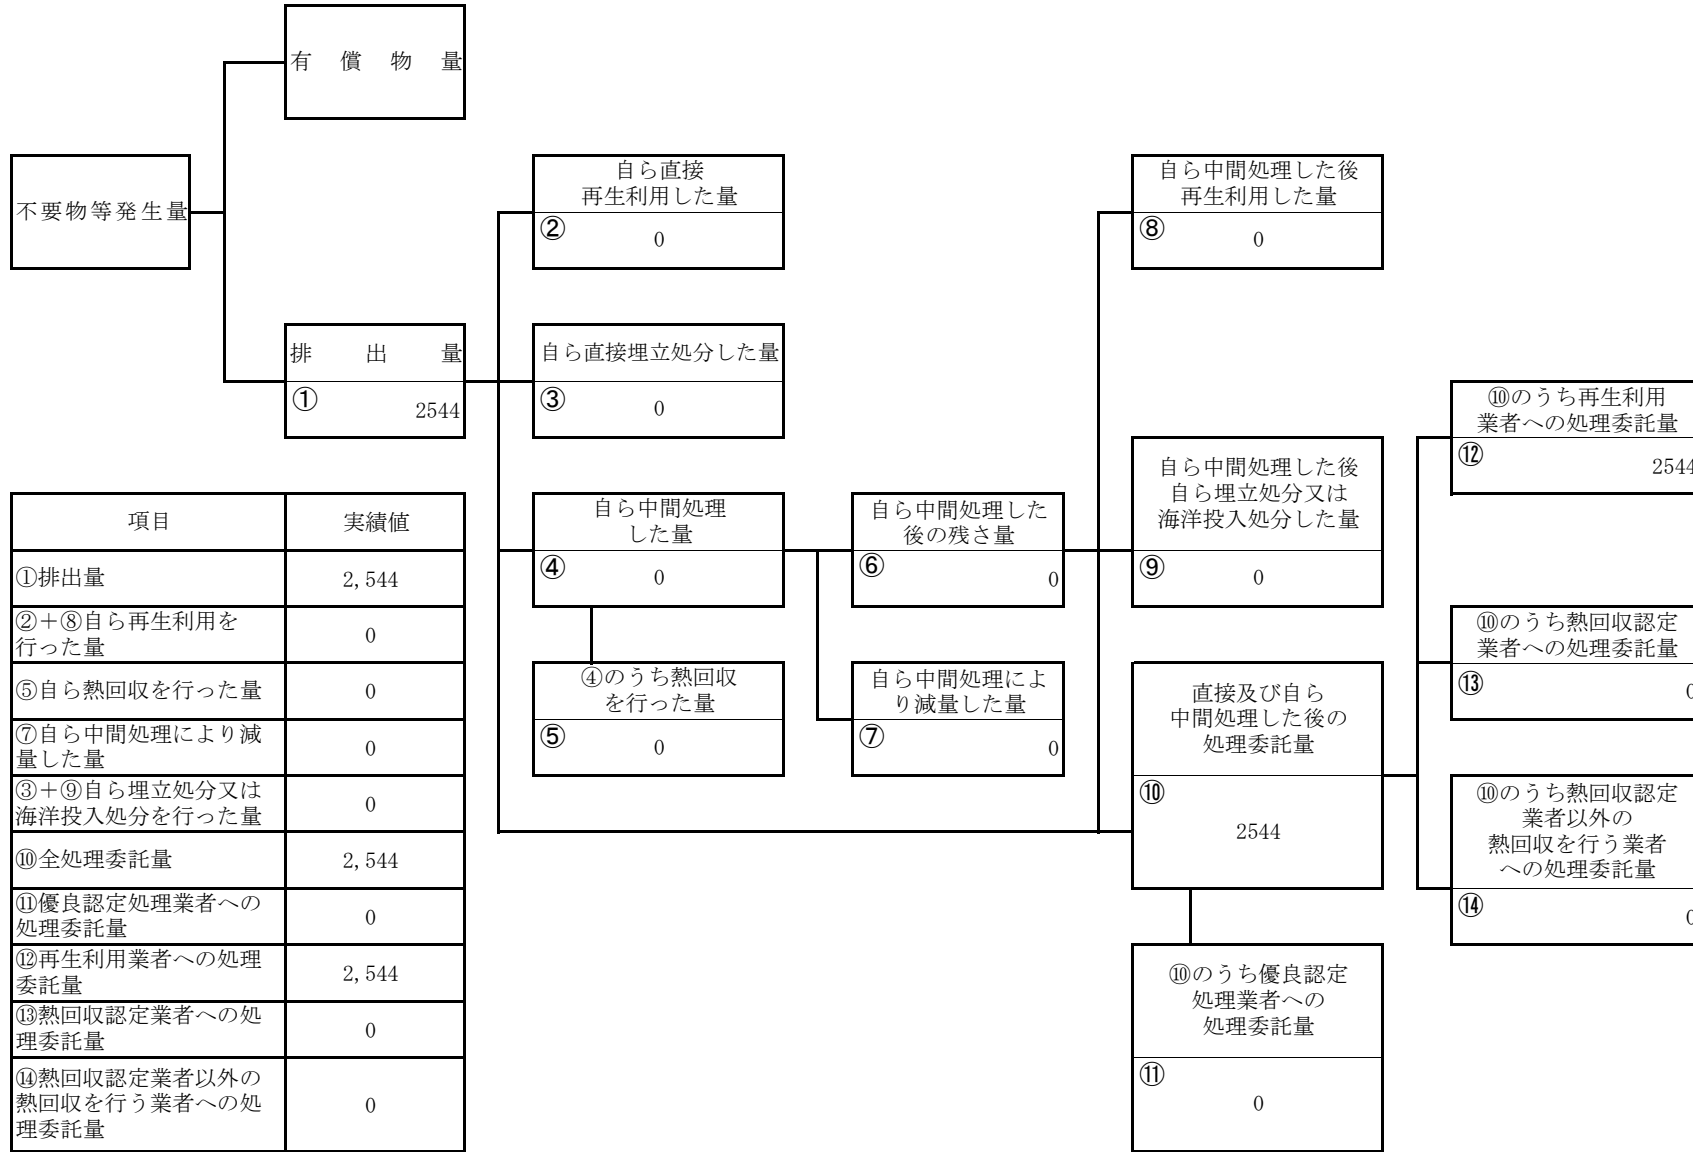 有償物量
不要物等発生量
排出量
①
2544
自ら直接
再生利用した量
②
0
自ら直接埋立処分した量
③
0
自ら中間処理
した量
④
0
④のうち熱回収
を行った量
⑤
0
自ら中間処理した
後の残さ量
⑥
0
自ら中間処理によ
り減量した量
⑦
0
自ら中間処理した後
再生利用した量
⑧
0
自ら中間処理した後
自ら埋立処分又は
海洋投入処分した量
⑨
0
直接及び自ら
中間処理した後の
処理委託量
⑩
2544
⑩のうち優良認定
処理業者への
処理委託量
⑪
0
⑩のうち再生利用
業者への処理委託量
⑫
2544
⑩のうち熱回収認定
業者への処理委託量
⑬
0
⑩のうち熱回収認定
業者以外の
熱回収を行う業者
への処理委託量
⑭
0
項目 実績値
①排出量 2,544
②＋⑧自ら再生利用を
行った量 0
⑤自ら熱回収を行った量 0
⑦自ら中間処理により減
量した量 0
③＋⑨自ら埋立処分又は
海洋投入処分を行った量 0
⑩全処理委託量 2,544
⑪優良認定処理業者への
処理委託量 0
⑫再生利用業者への処理
委託量 2,544
⑬熱回収認定業者への処
理委託量 0
⑭熱回収認定業者以外の
熱回収を行う業者への処
理委託量 0